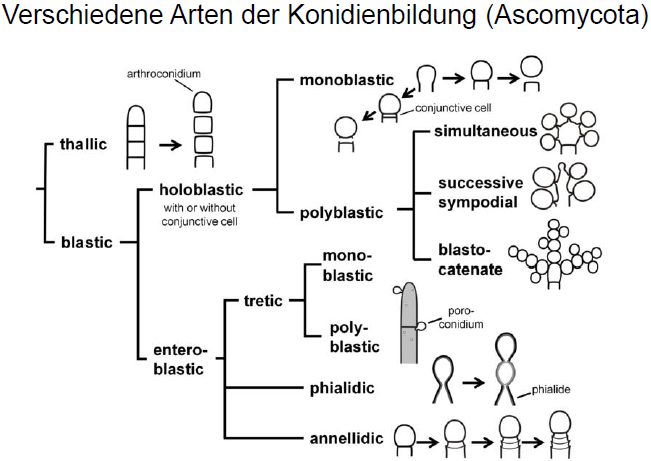 Verschiedene Arten der Konidienbildung (Ascomycota)
arthroconidium
thallic
monoblastic
conjunctive cell
simultaneous
holoblastic
with or without
conjunctive cell
successive
sympodial
polyblastic
blastic
blasto-
catenate
mono-
blastic
tretic
poro-
conidium
poly-
blastic
entero-
blastic
phialidic
phialide
annellidic